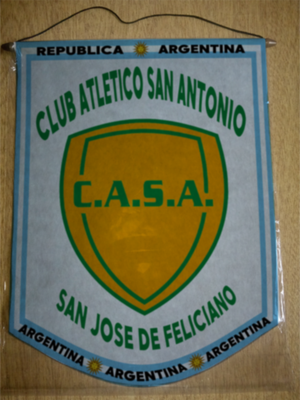 REPUBLICA ARGENTINA
CLUB ATLETICO SAN ANTONIO
C.A.S.A.
SAN JOSE DE FELICIANO
ARGENTINA ARGENTINA ARGENTINA